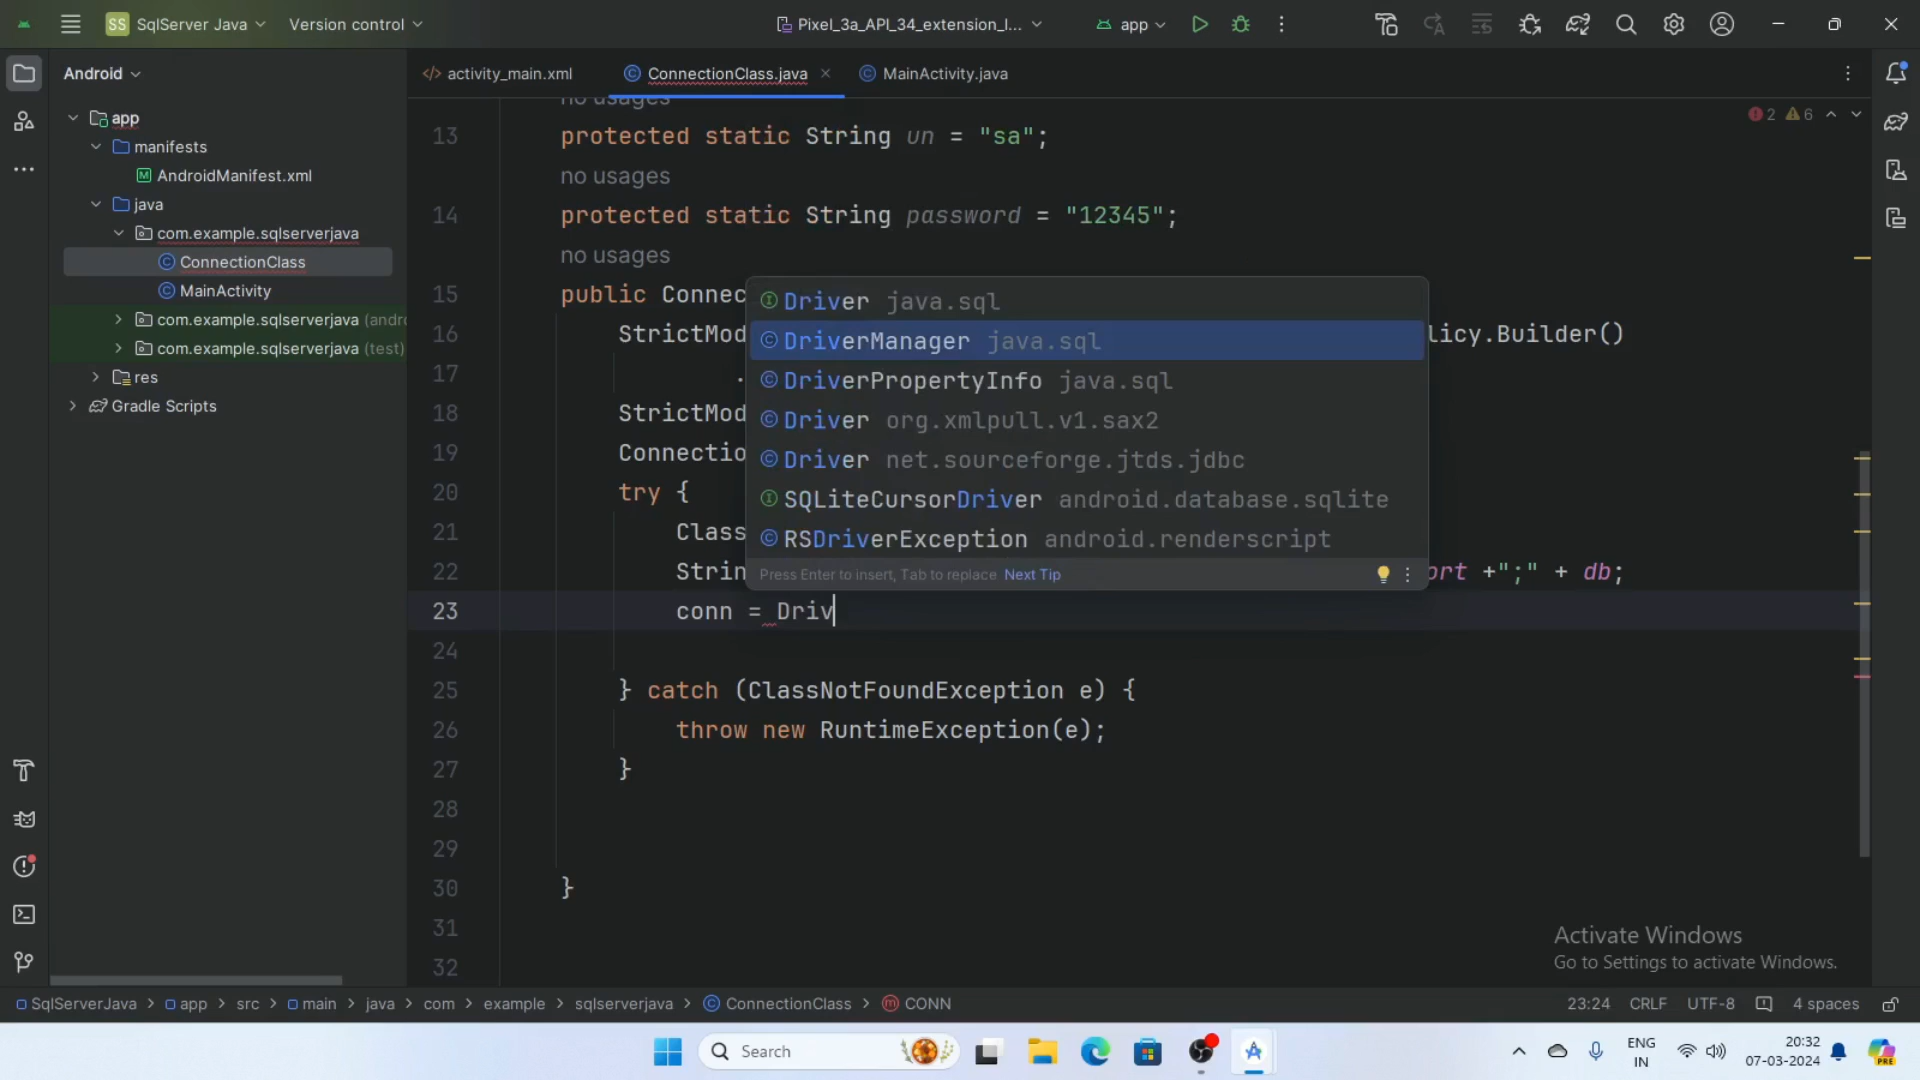 SS SqlServer Java Version control Pixel_3a_API_34_extension_l... app
Android
activity_main.xml ConnectionClass.java MainActivity.java
app
manifests
AndroidManifest.xml
java
com.example.sqlserverjava
ConnectionClass
MainActivity
com.example.sqlserverjava (andro
com.example.sqlserverjava (test)
res
Gradle Scripts
no usages
2 6
13 protected static String un = "sa";
no usages
14 protected static String password = "12345";
no usages
15 public Connec
16 StrictMod licy.Builder()
17 .
18 StrictMod
19 Connectio
20 try {
21 Class
22 Strin ort +";" + db;
23 conn = Driv
24
25 } catch (ClassNotFoundException e) {
26 throw new RuntimeException(e);
27 }
28
29
30 }
31
32
Driver java.sql
DriverManager java.sql
DriverPropertyInfo java.sql
Driver org.xmlpull.v1.sax2
Driver net.sourceforge.jtds.jdbc
SQLiteCursorDriver android.database.sqlite
RSDriverException android.renderscript
Press Enter to insert, Tab to replace Next Tip
Activate Windows
Go to Settings to activate Windows.
SqlServerJava > app > src > main > java > com > example > sqlserverjava > ConnectionClass > CONN
23:24 CRLF UTF-8 4 spaces
Search
ENG
IN
20:32
07-03-2024
PRE